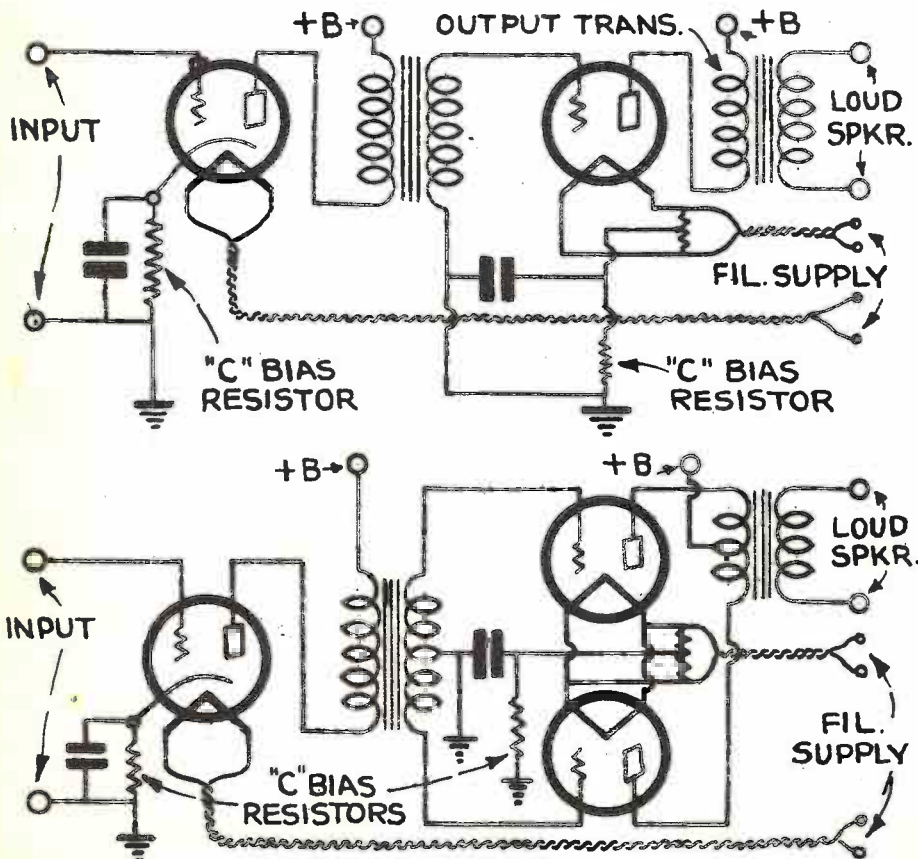 +B
OUTPUT TRANS.
+B
INPUT
LOUD
SPKR.
FIL. SUPPLY
"C" BIAS
RESISTOR
"C" BIAS
RESISTOR
+B
+B
LOUD
SPKR.
INPUT
FIL.
SUPPLY
"C" BIAS
RESISTORS